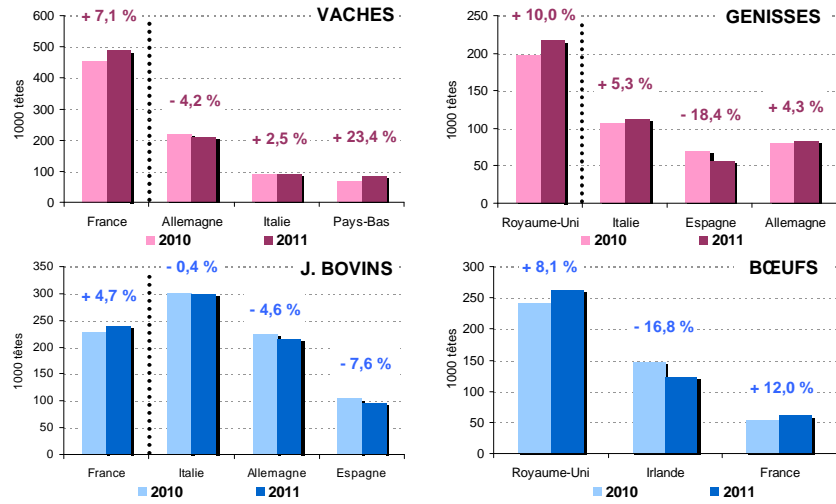 VACHES
+ 7,1 %
- 4,2 %
+ 2,5 %
+ 23,4 %
1000 têtes
600
500
400
300
200
100
0
France Allemagne Italie Pays-Bas
2010 2011
GENISSES
+ 10,0 %
+ 5,3 %
- 18,4 %
+ 4,3 %
1000 têtes
250
200
150
100
50
0
Royaume-Uni Italie Espagne Allemagne
2010 2011
J. BOVINS
+ 4,7 %
- 0,4 %
- 4,6 %
- 7,6 %
1000 têtes
350
300
250
200
150
100
50
0
France Italie Allemagne Espagne
2010 2011
BŒUFS
+ 8,1 %
- 16,8 %
+ 12,0 %
1000 têtes
300
250
200
150
100
50
0
Royaume-Uni Irlande France
2010 2011